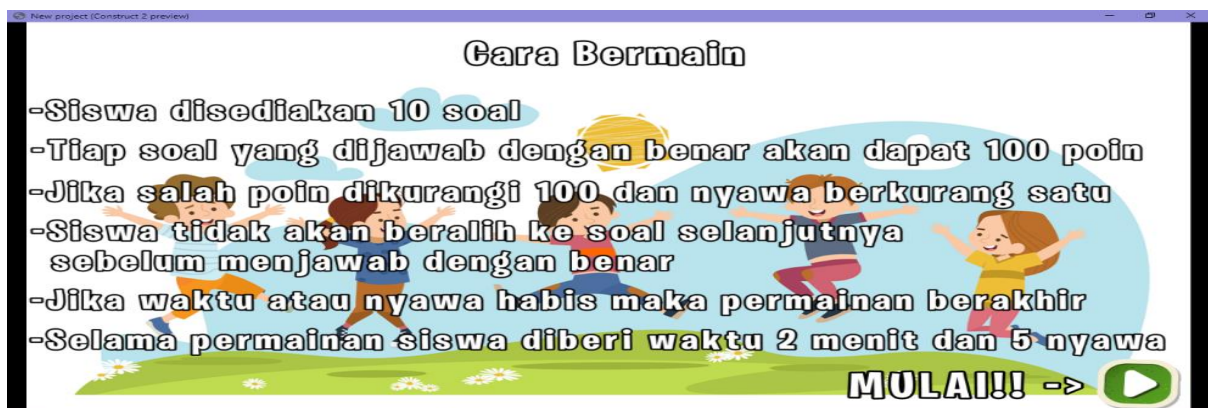 New project (Construct 2 preview)
Cara Bermain
-Siswa disediakan 10 soal
-Tiap soal yang dijawab dengan benar akan dapat 100 poin
-Jika salah poin dikurangi 100 dan nyawa berkurang satu
-Siswa tidak akan beralih ke soal selanjutnya
sebelum menjawab dengan benar
-Jika waktu atau nyawa habis maka permainan berakhir
-Selama permainan siswa diberi waktu 2 menit dan 5 nyawa
MULAI!! ->